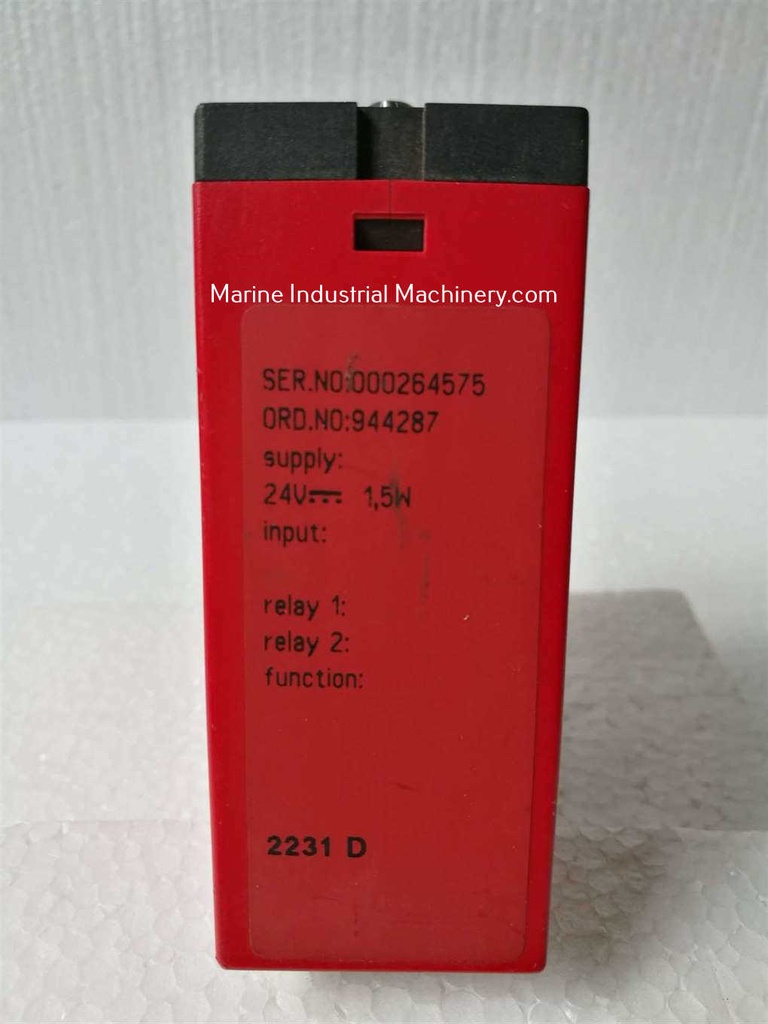 Marine Industrial Machinery.com
SER.NO:000264575
ORD.NO:944287
supply:
24V⎓ 1,5W
input:
relay 1:
relay 2:
function:
2231 D